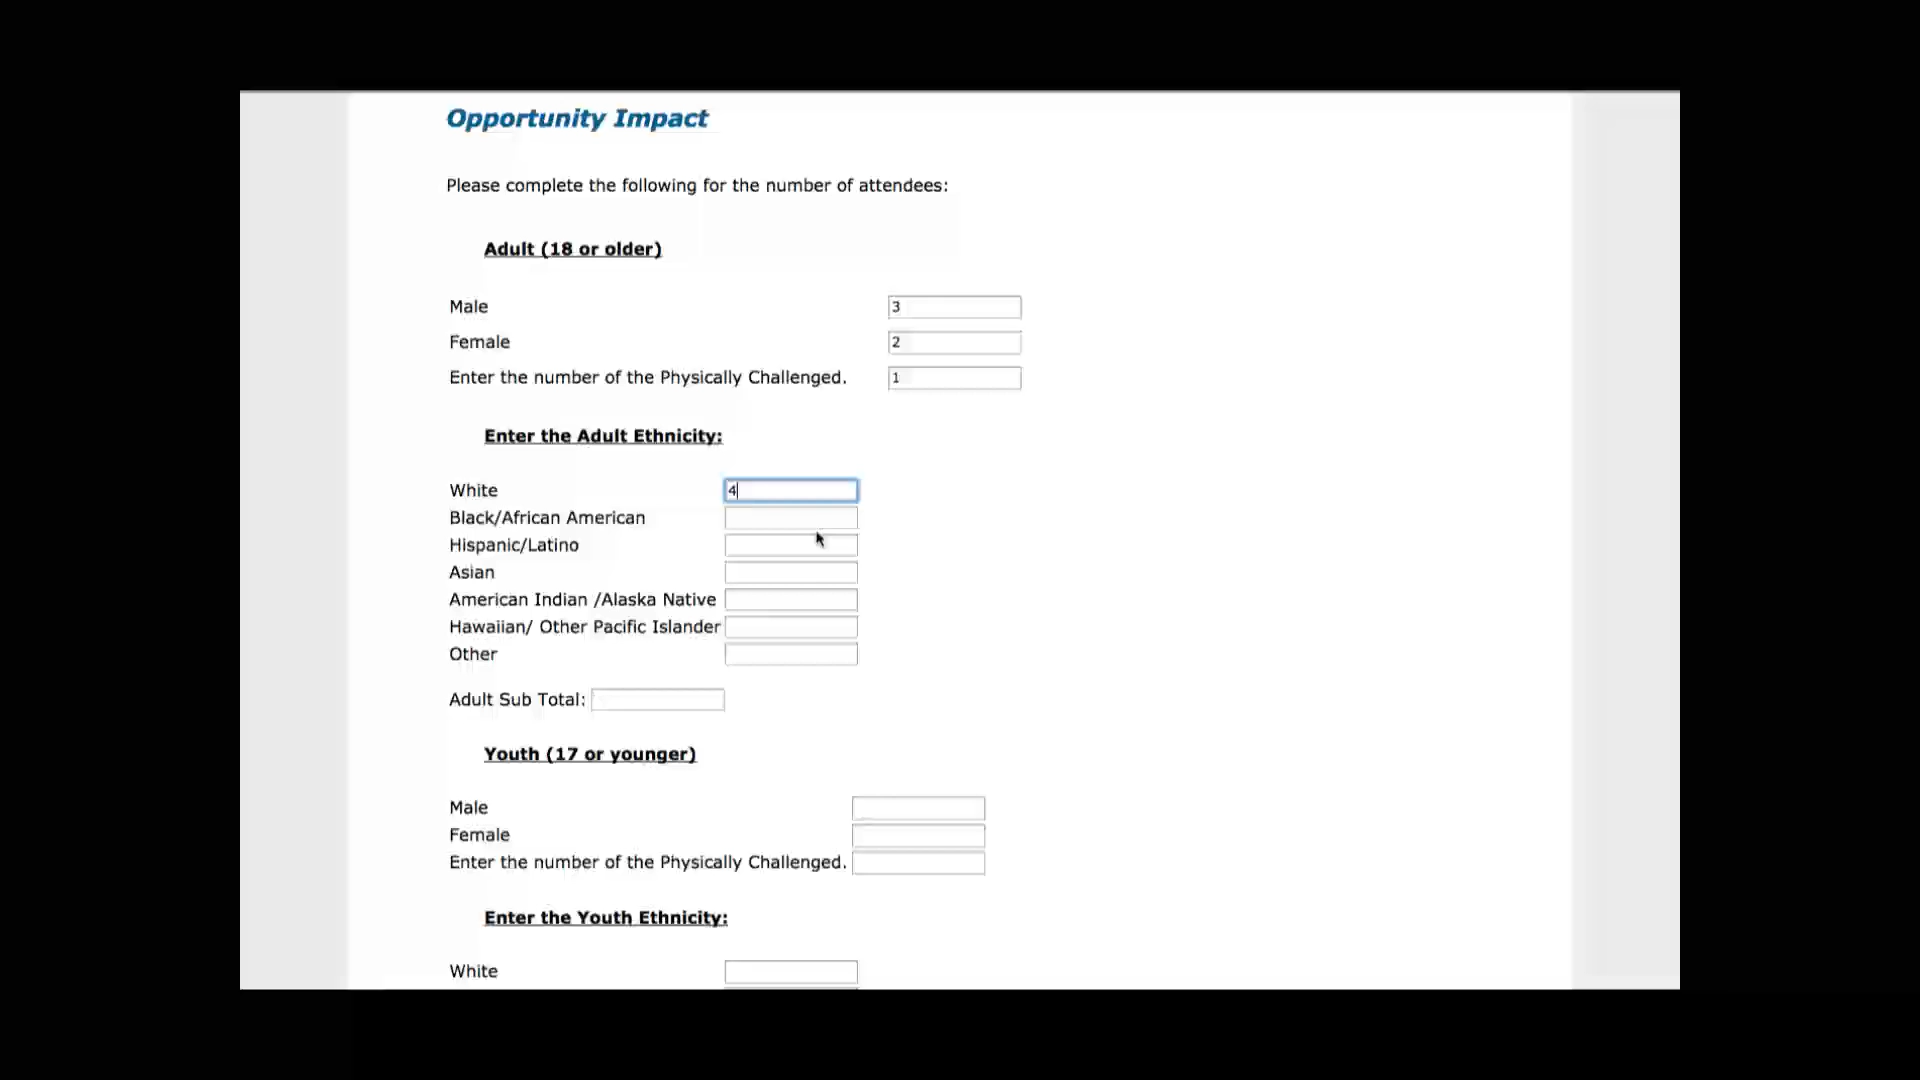 Opportunity Impact
Please complete the following for the number of attendees:
Adult (18 or older)
Male 3
Female 2
Enter the number of the Physically Challenged. 1
Enter the Adult Ethnicity:
White 4
Black/African American
Hispanic/Latino
Asian
American Indian /Alaska Native
Hawaiian/ Other Pacific Islander
Other
Adult Sub Total:
Youth (17 or younger)
Male
Female
Enter the number of the Physically Challenged.
Enter the Youth Ethnicity:
White